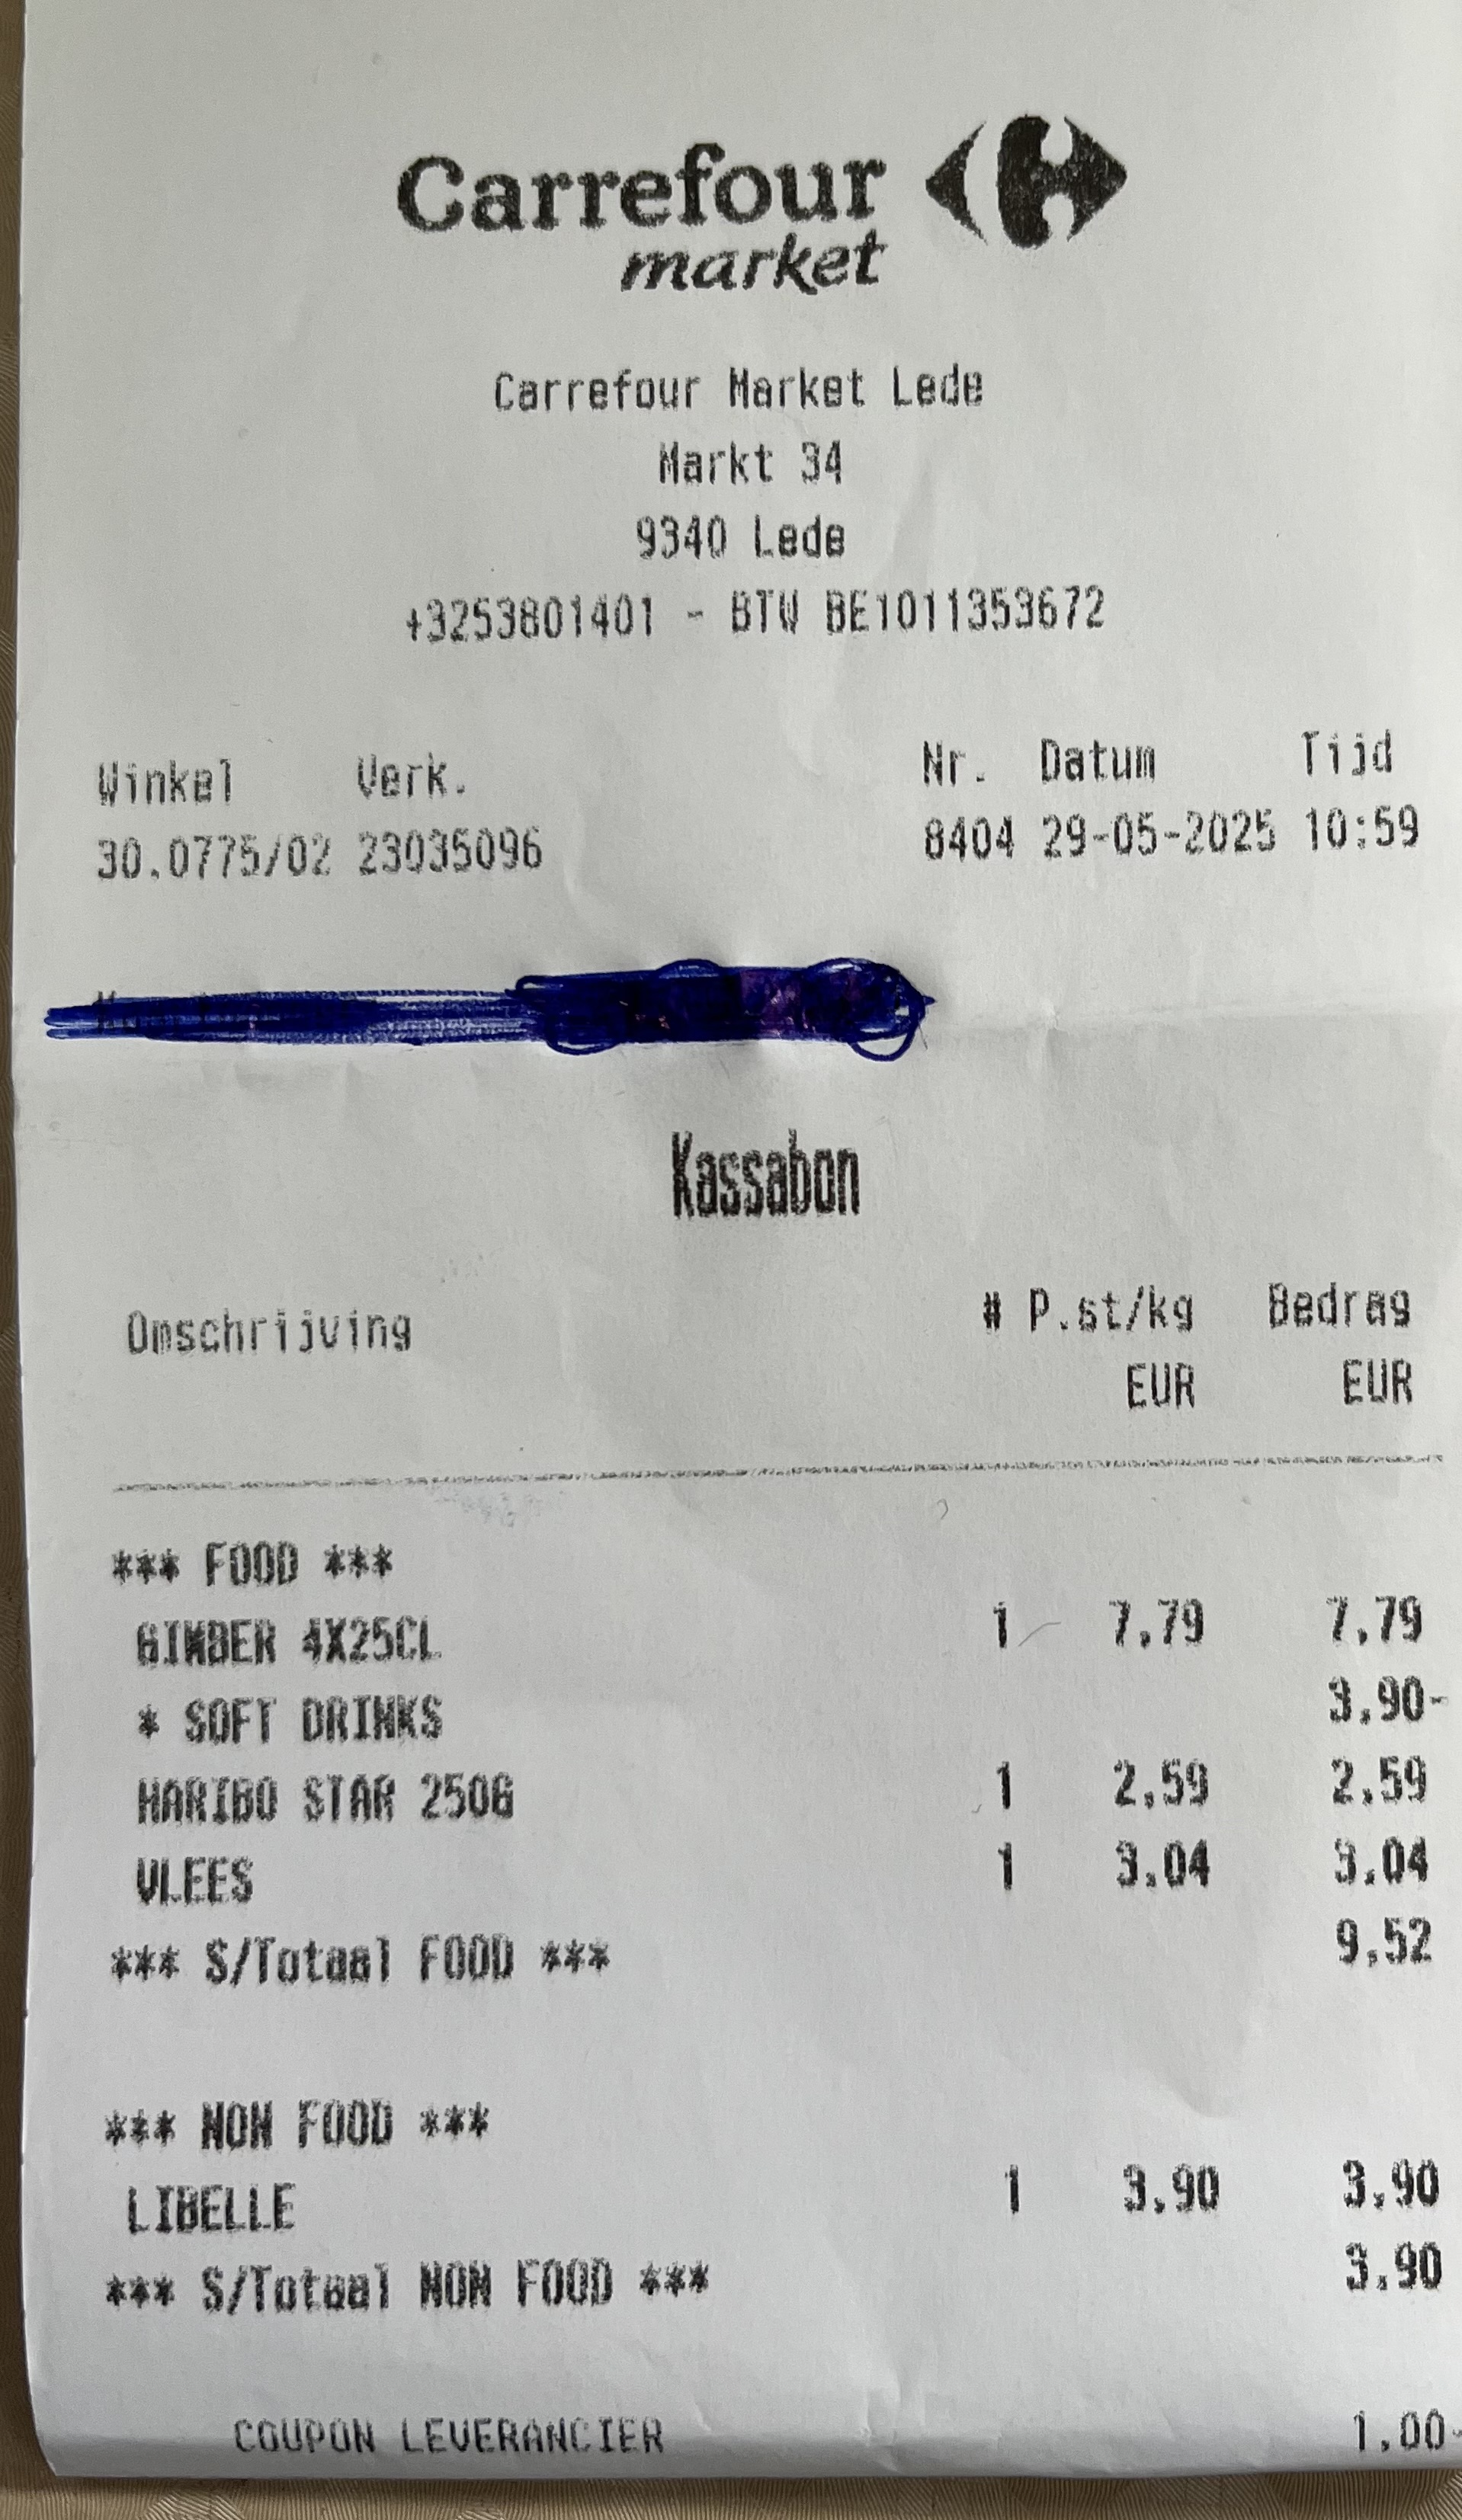 Carrefour
market
Carrefour Market Lede
Markt 34
9340 Lede
+3253801401 - BTW BE1011353672
Winkel Verk. Nr. Datum Tijd
30.0775/02 23035096 8404 29-05-2025 10:59
Kassabon
Omschrijving # P.st/kg Bedrag
EUR EUR
*** FOOD ***
GIMBER 4X25CL 1 7.79 7.79
* SOFT DRINKS 3.90-
HARIBO STAR 250G 1 2.59 2.59
VLEES 1 3.04 3.04
*** S/Totaal FOOD *** 9.52
*** NON FOOD ***
LIBELLE 1 3.90 3.90
*** S/Totaal NON FOOD *** 3.90
COUPON LEVERANCIER 1.00-